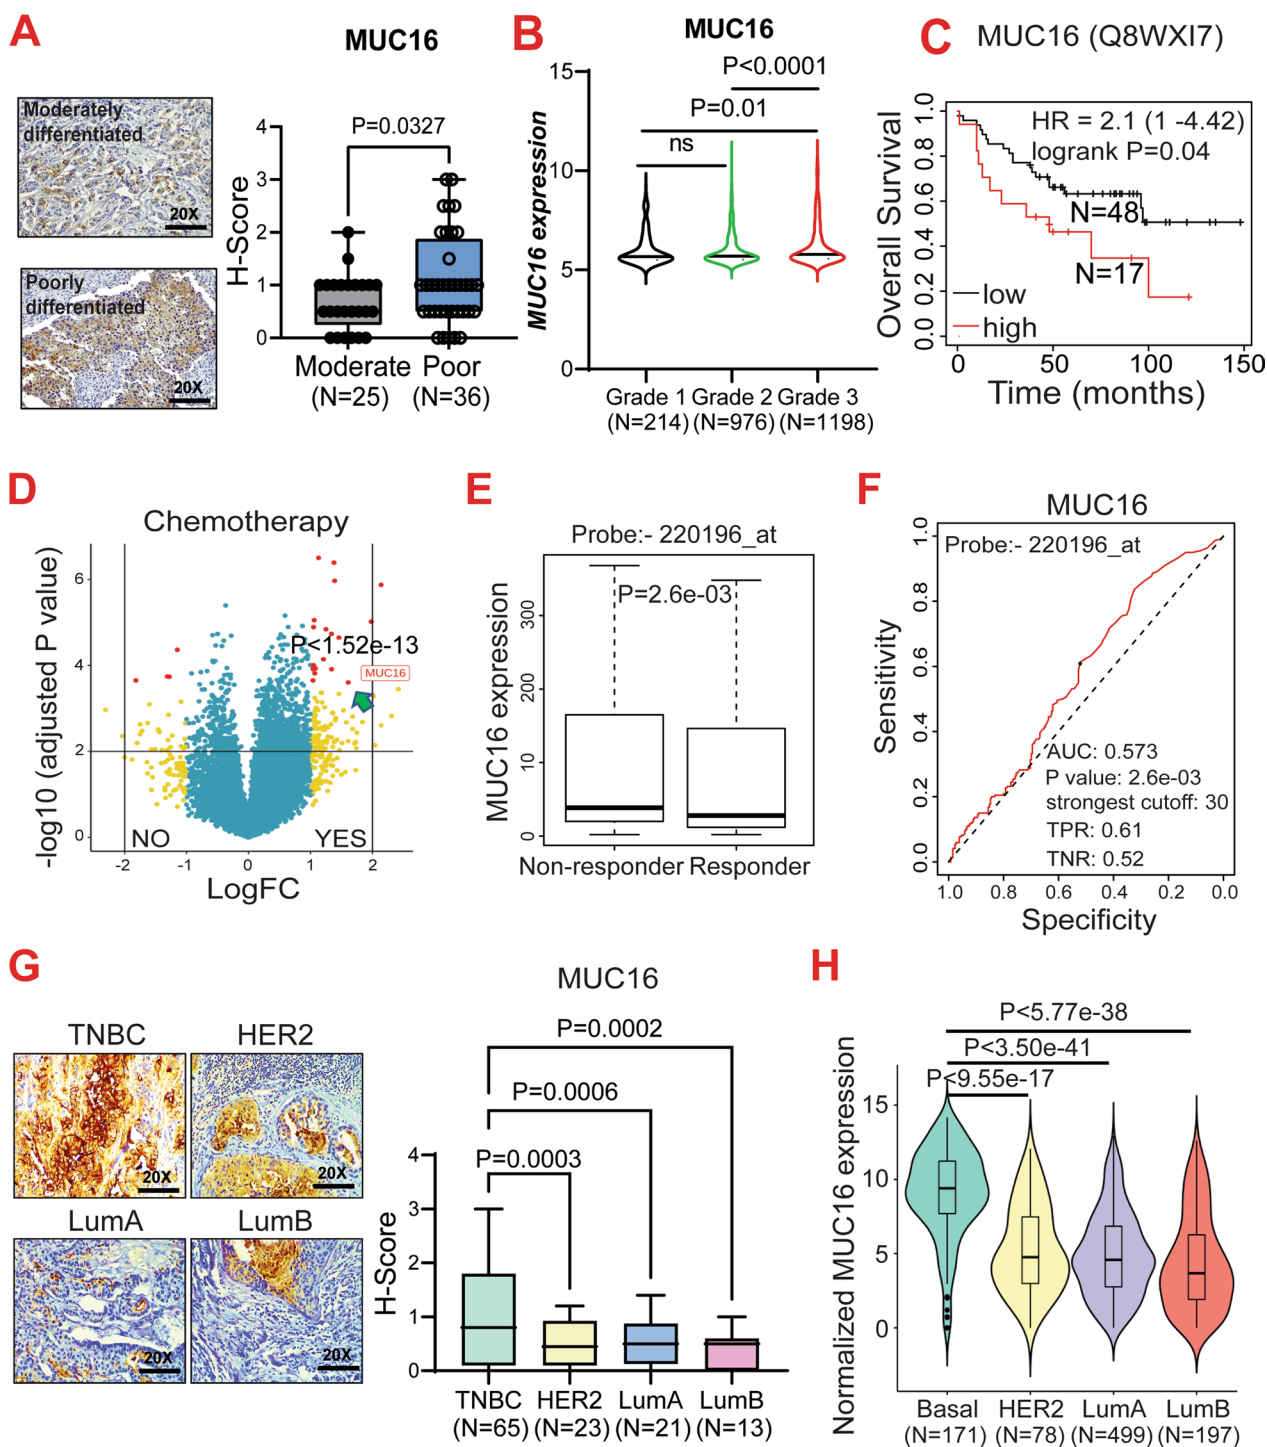 A
MUC16
Moderately
differentiated
20X
Poorly
differentiated
20X
H-Score
4
3
2
1
0
P=0.0327
Moderate Poor
(N=25) (N=36)
B
MUC16
P<0.0001
P=0.01
ns
MUC16 expression
15
10
5
0
Grade 1 Grade 2 Grade 3
(N=214) (N=976) (N=1198)
C
MUC16 (Q8WXI7)
HR = 2.1 (1 -4.42)
logrank P=0.04
N=48
N=17
low
high
Overall Survival
1.0
0.8
0.6
0.4
0.2
0.0
0 50 100 150
Time (months)
D
Chemotherapy
-log10 (adjusted P value)
6
4
2
0
P<1.52e-13
MUC16
NO YES
-2 -1 0 1 2
LogFC
E
Probe:- 220196_at
P=2.6e-03
MUC16 expression
300
200
10
0
Non-responder Responder
F
MUC16
Probe:- 220196_at
Sensitivity
1.0
0.8
0.6
0.4
0.2
0.0
AUC: 0.573
P value: 2.6e-03
strongest cutoff: 30
TPR: 0.61
TNR: 0.52
1.0 0.8 0.6 0.4 0.2 0.0
Specificity
G
MUC16
TNBC HER2
20X 20X
LumA LumB
20X 20X
P=0.0002
P=0.0006
P=0.0003
H-Score
4
3
2
1
0
TNBC HER2 LumA LumB
(N=65) (N=23) (N=21) (N=13)
H
P<5.77e-38
P<3.50e-41
P<9.55e-17
Normalized MUC16 expression
15
10
5
0
Basal HER2 LumA LumB
(N=171) (N=78) (N=499) (N=197)